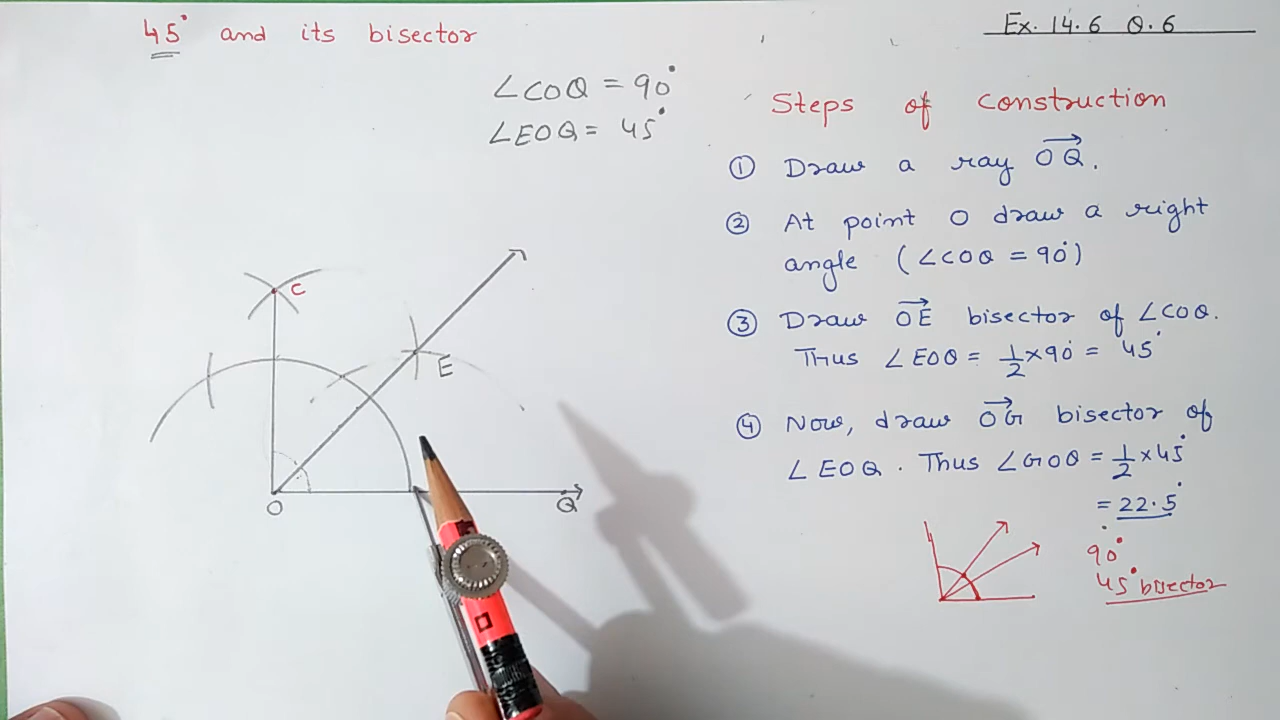 45° and its bisector
Ex. 14.6 Q.6
∠COQ = 90°
∠EOQ = 45°
Steps of construction
① Draw a ray OQ→.
② At point O draw a right
angle (∠COQ = 90°)
③ Draw OE→ bisector of ∠COQ.
Thus ∠EOQ = 1/2 × 90° = 45°
④ Now, draw OG→ bisector of
∠EOQ. Thus ∠GOQ = 1/2 × 45°
= 22.5°
90°
45° bisector
C
E
O
Q